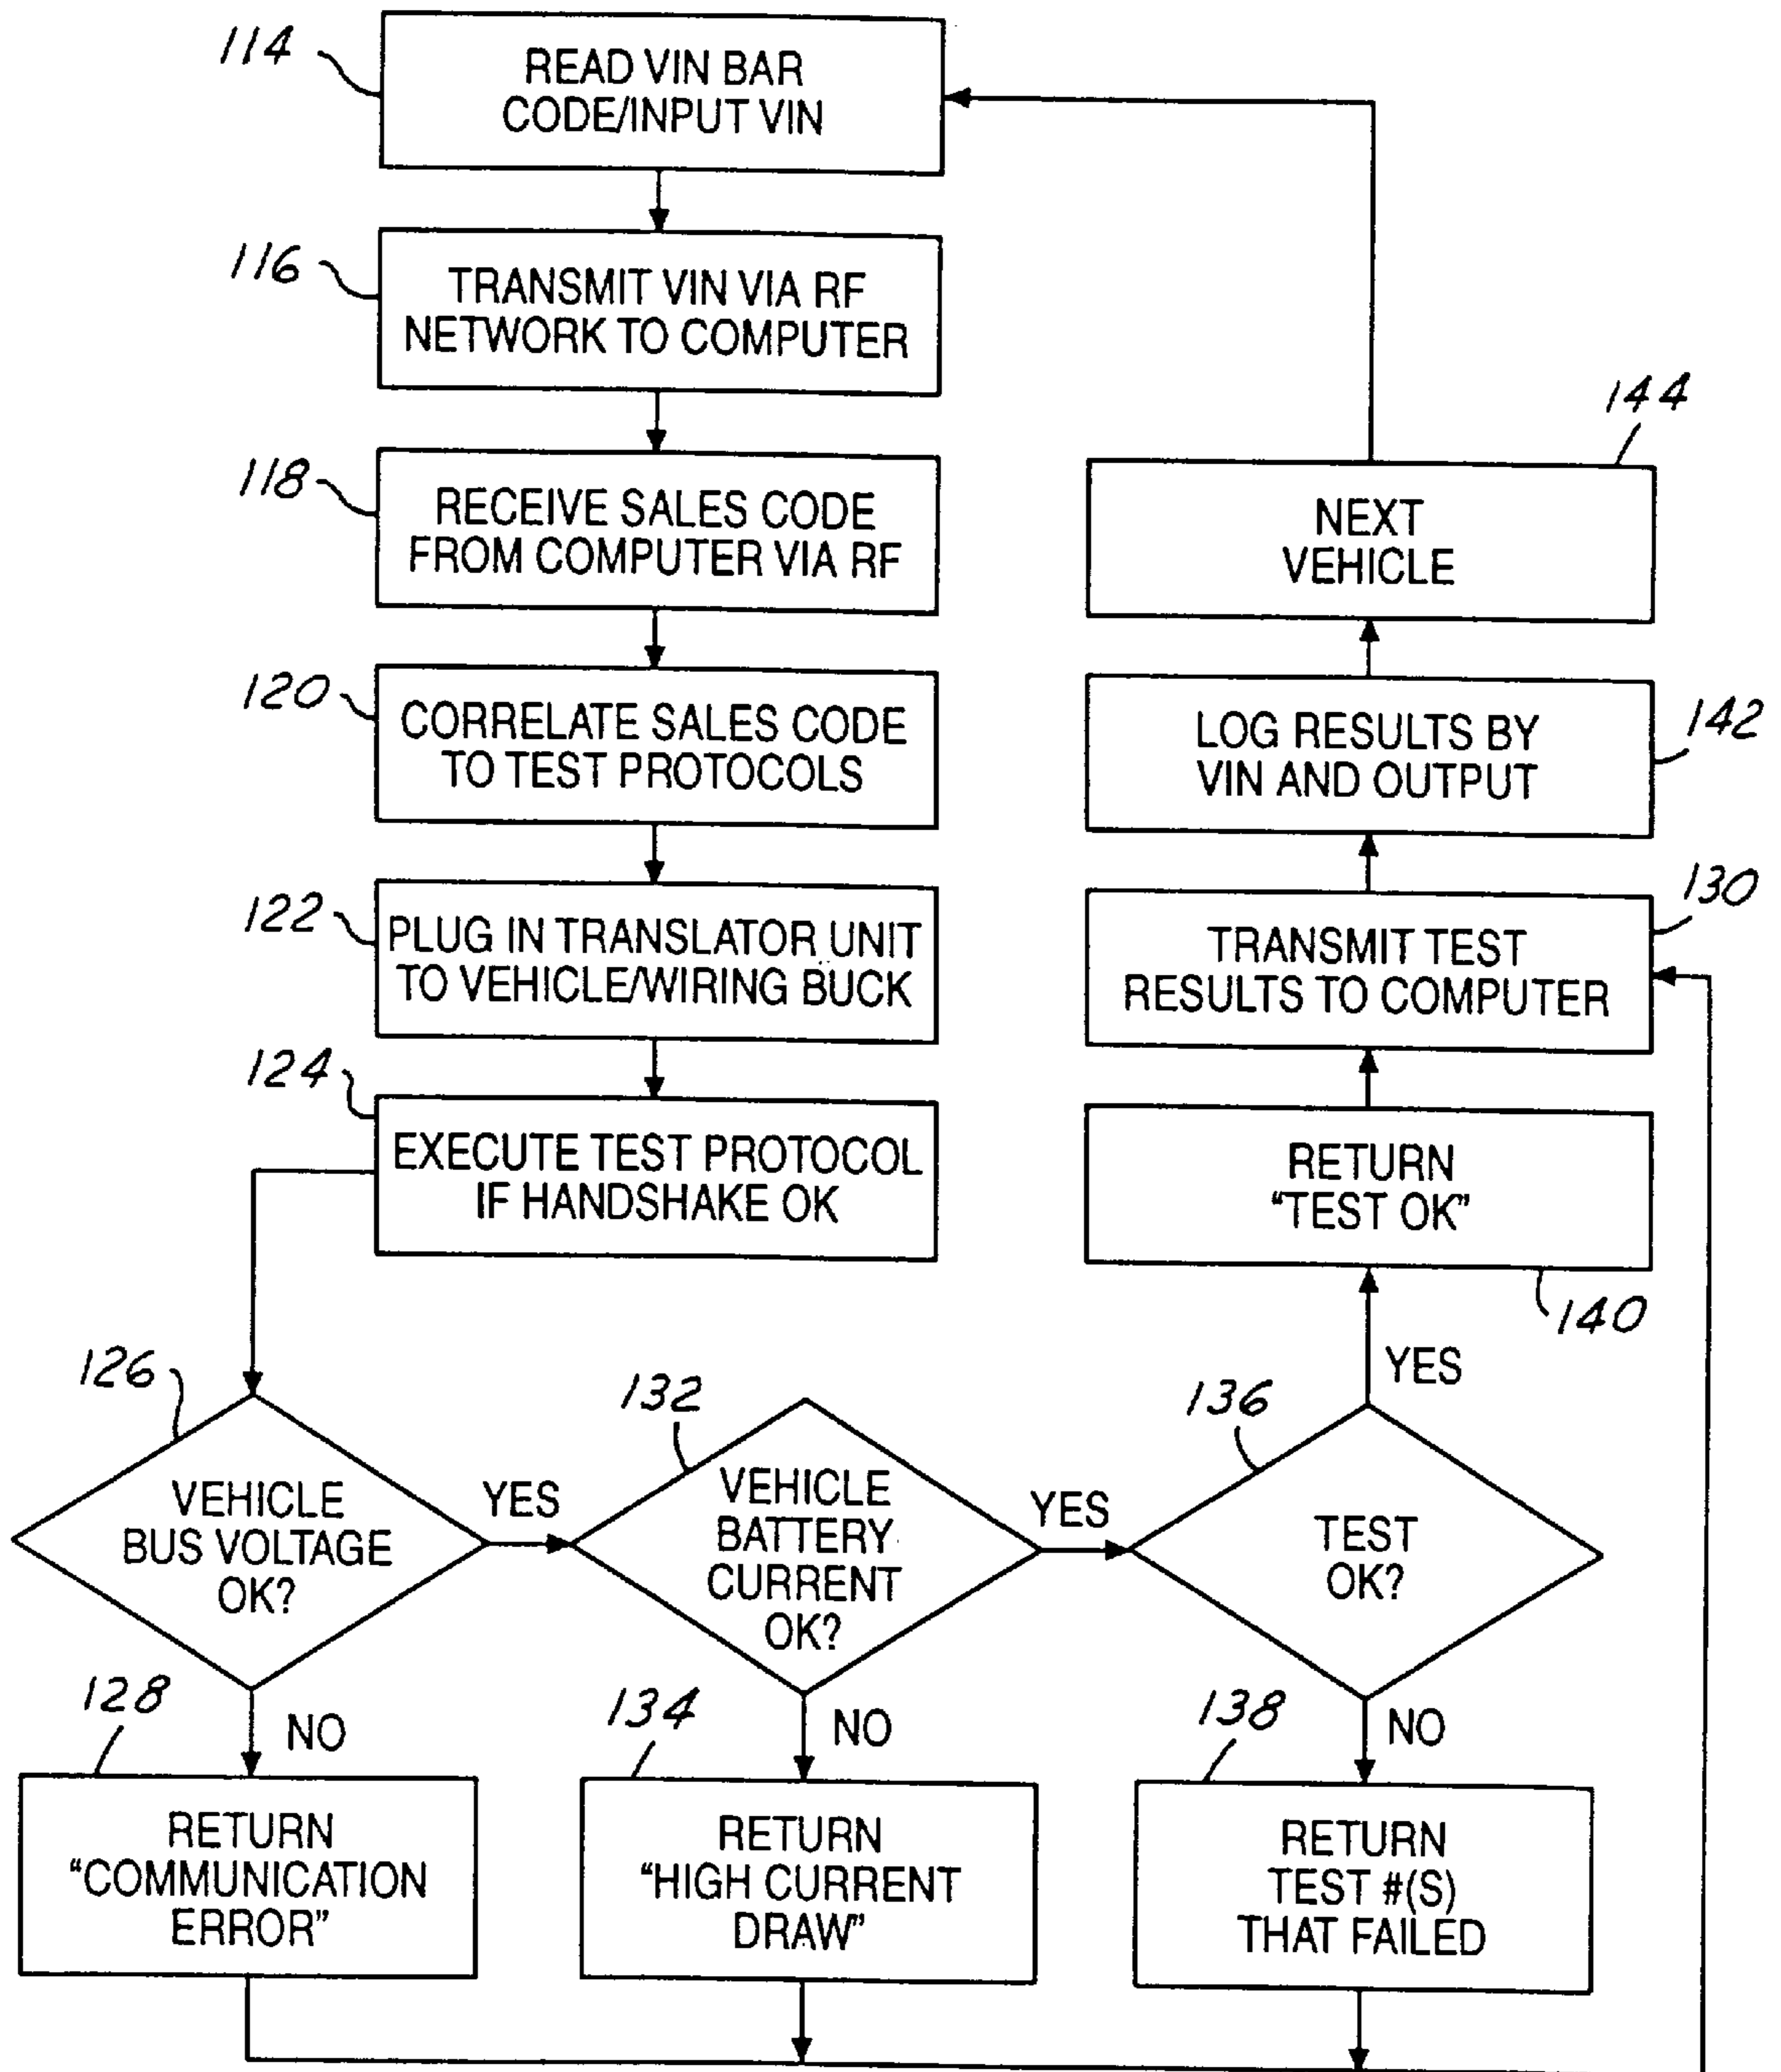 114
READ VIN BAR
CODE/INPUT VIN
116
TRANSMIT VIN VIA RF
NETWORK TO COMPUTER
118
RECEIVE SALES CODE
FROM COMPUTER VIA RF
144
NEXT
VEHICLE
120
CORRELATE SALES CODE
TO TEST PROTOCOLS
142
LOG RESULTS BY
VIN AND OUTPUT
122
PLUG IN TRANSLATOR UNIT
TO VEHICLE/WIRING BUCK
130
TRANSMIT TEST
RESULTS TO COMPUTER
124
EXECUTE TEST PROTOCOL
IF HANDSHAKE OK
RETURN
“TEST OK”
140
126
VEHICLE
BUS VOLTAGE
OK?
YES
132
VEHICLE
BATTERY
CURRENT
OK?
YES
136
TEST
OK?
YES
128
NO
RETURN
“COMMUNICATION
ERROR”
134
NO
RETURN
“HIGH CURRENT
DRAW”
138
NO
RETURN
TEST #(S)
THAT FAILED